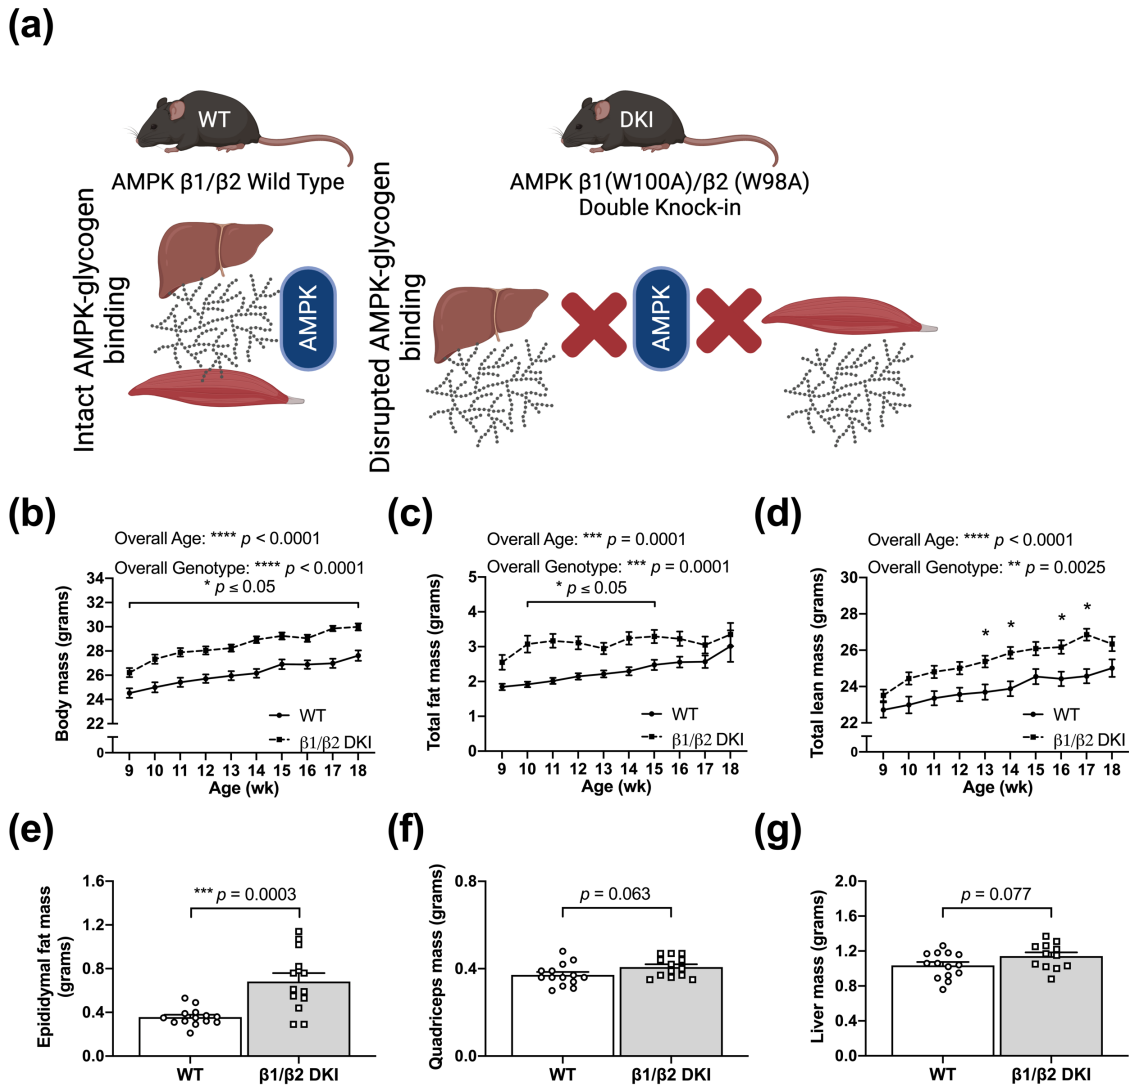 (a)
WT
DKI
AMPK β1/β2 Wild Type
AMPK β1(W100A)/β2 (W98A)
Double Knock-in
Intact AMPK-glycogen
binding
AMPK
Disrupted AMPK-glycogen
binding
AMPK
(b)
Overall Age: **** p < 0.0001
Overall Genotype: **** p < 0.0001
* p ≤ 0.05
Body mass (grams)
34
32
30
28
26
24
22
0
WT
β1/β2 DKI
9 10 11 12 13 14 15 16 17 18
Age (wk)
(c)
Overall Age: *** p = 0.0001
Overall Genotype: *** p = 0.0001
* p ≤ 0.05
Total fat mass (grams)
5
4
3
2
1
0
WT
β1/β2 DKI
9 10 11 12 13 14 15 16 17 18
Age (wk)
(d)
Overall Age: **** p < 0.0001
Overall Genotype: ** p = 0.0025
Total lean mass (grams)
30
28
26
24
22
0
* * * *
WT
β1/β2 DKI
9 10 11 12 13 14 15 16 17 18
Age (wk)
(e)
Epididymal fat mass
(grams)
1.6
1.2
0.8
0.4
0.0
*** p = 0.0003
WT β1/β2 DKI
(f)
Quadriceps mass (grams)
0.8
0.4
0.0
p = 0.063
WT β1/β2 DKI
(g)
Liver mass (grams)
2.0
1.6
1.2
0.8
0.4
0.0
p = 0.077
WT β1/β2 DKI